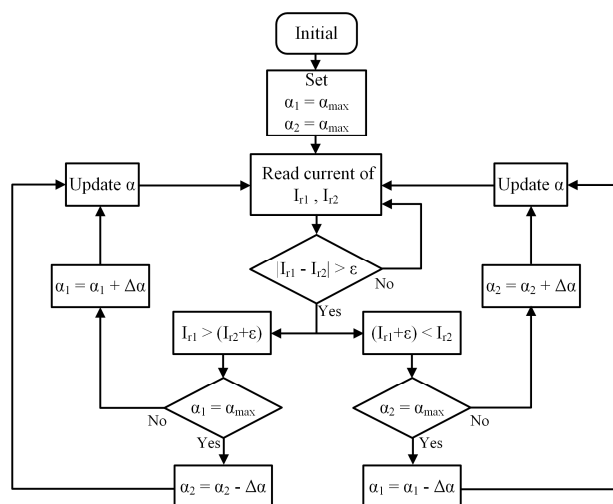 Initial
Set
α₁ = αₘₐₓ
α₂ = αₘₐₓ
Read current of
Iᵣ₁ , Iᵣ₂
Update α
Update α
|Iᵣ₁ - Iᵣ₂| > ε
No
Yes
α₁ = α₁ + Δα
α₂ = α₂ + Δα
Iᵣ₁ > (Iᵣ₂+ε)
(Iᵣ₁+ε) < Iᵣ₂
α₁ = αₘₐₓ
No
Yes
α₂ = αₘₐₓ
No
Yes
α₂ = α₂ - Δα
α₁ = α₁ - Δα